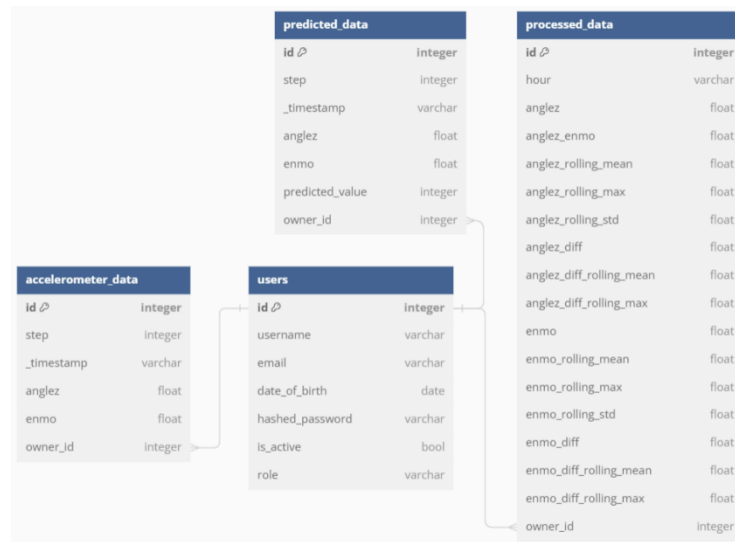 predicted_data
id integer
step integer
_timestamp varchar
anglez float
enmo float
predicted_value integer
owner_id integer
processed_data
id integer
hour varchar
anglez float
anglez_enmo float
anglez_rolling_mean float
anglez_rolling_max float
anglez_rolling_std float
anglez_diff float
anglez_diff_rolling_mean float
anglez_diff_rolling_max float
enmo float
enmo_rolling_mean float
enmo_rolling_max float
enmo_rolling_std float
enmo_diff float
enmo_diff_rolling_mean float
enmo_diff_rolling_max float
owner_id integer
accelerometer_data
id integer
step integer
_timestamp varchar
anglez float
enmo float
owner_id integer
users
id integer
username varchar
email varchar
date_of_birth date
hashed_password varchar
is_active bool
role varchar